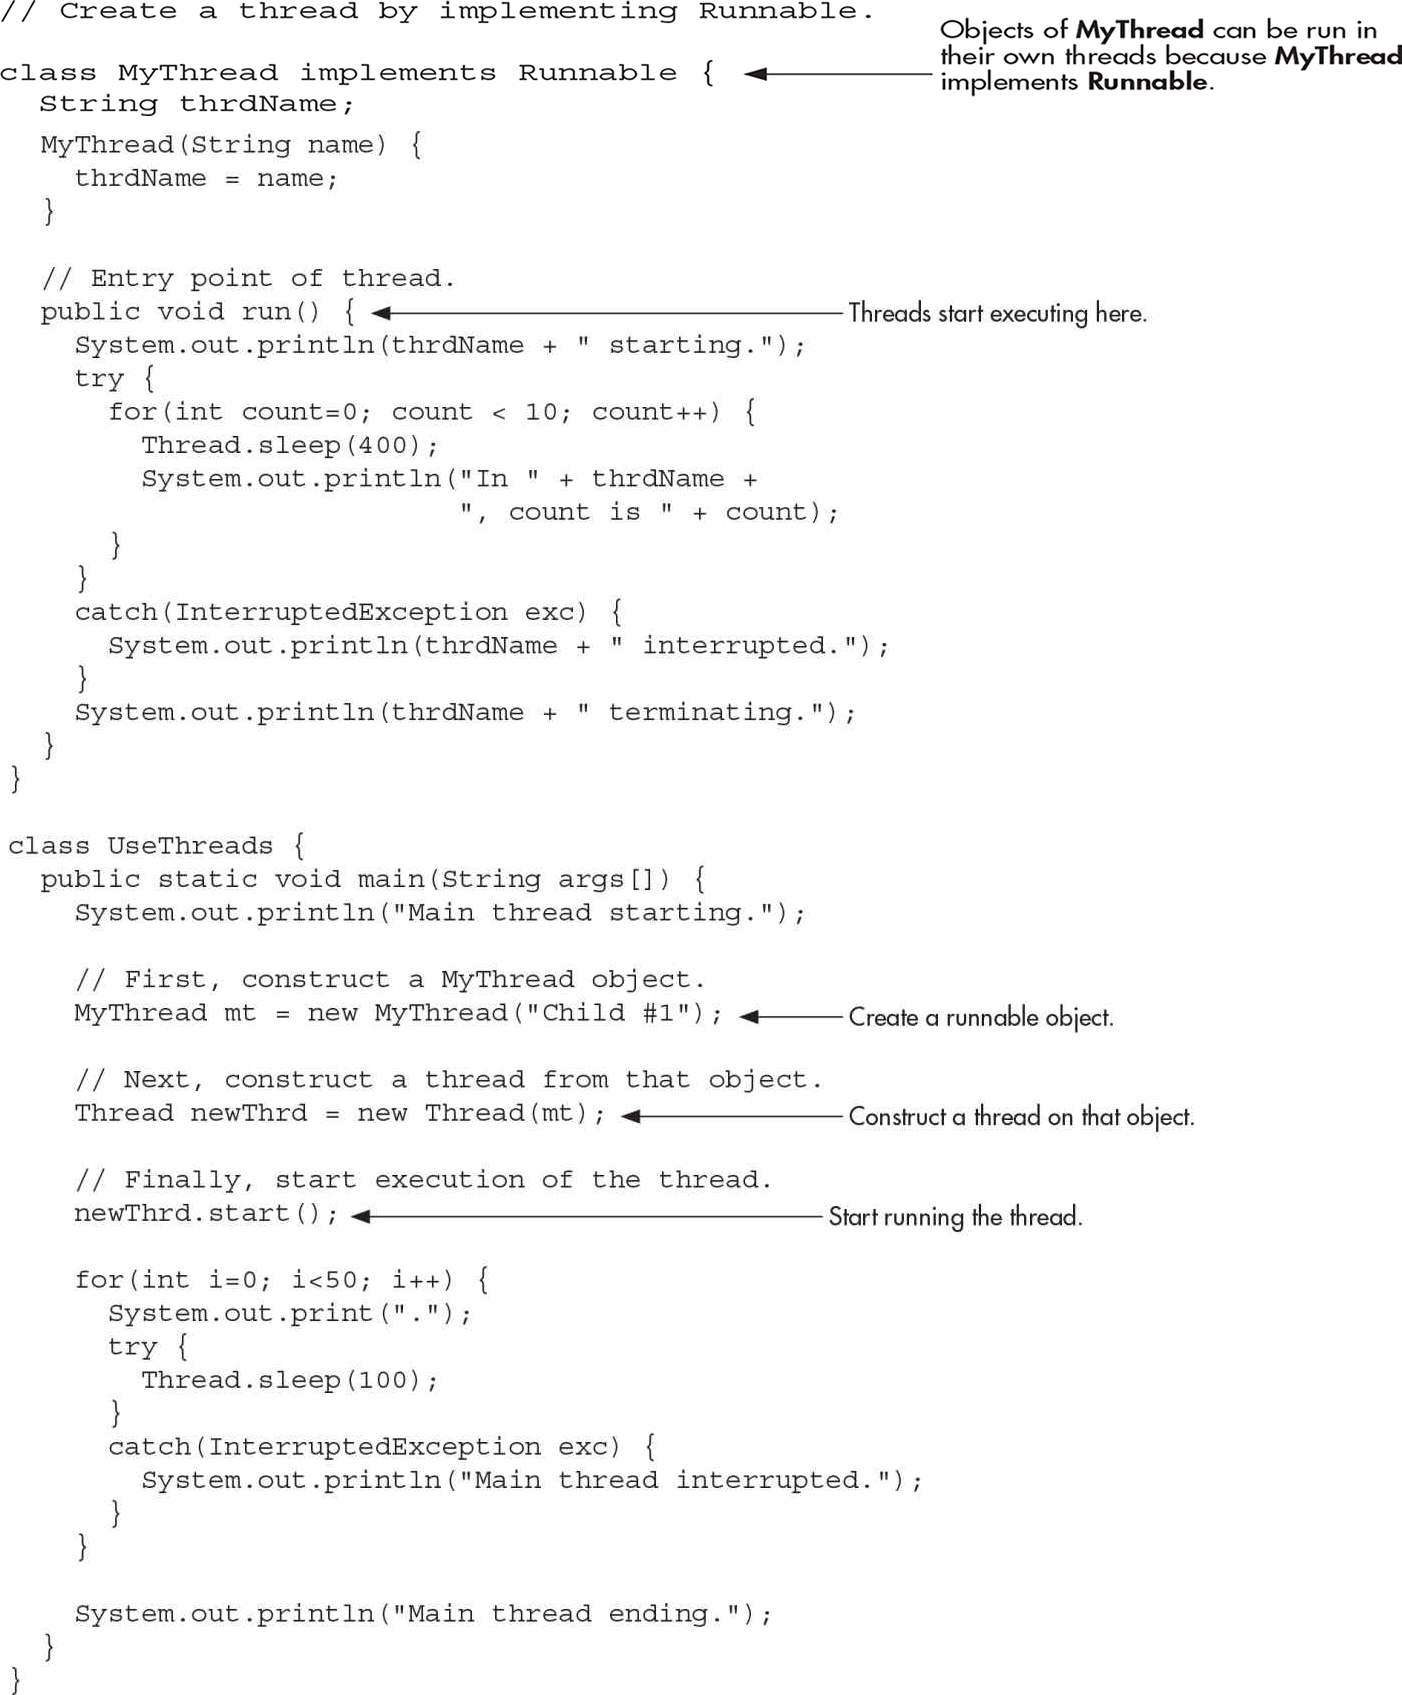 // Create a thread by implementing Runnable.
Objects of MyThread can be run in
their own threads because MyThread
implements Runnable.
class MyThread implements Runnable {
  String thrdName;
  MyThread(String name) {
    thrdName = name;
  }
  // Entry point of thread.
  public void run() {
Threads start executing here.
    System.out.println(thrdName + " starting.");
    try {
      for(int count=0; count < 10; count++) {
        Thread.sleep(400);
        System.out.println("In " + thrdName +
                           ", count is " + count);
      }
    }
    catch(InterruptedException exc) {
      System.out.println(thrdName + " interrupted.");
    }
    System.out.println(thrdName + " terminating.");
  }
}
class UseThreads {
  public static void main(String args[]) {
    System.out.println("Main thread starting.");
    // First, construct a MyThread object.
    MyThread mt = new MyThread("Child #1");
Create a runnable object.
    // Next, construct a thread from that object.
    Thread newThrd = new Thread(mt);
Construct a thread on that object.
    // Finally, start execution of the thread.
    newThrd.start();
Start running the thread.
    for(int i=0; i<50; i++) {
      System.out.print(".");
      try {
        Thread.sleep(100);
      }
      catch(InterruptedException exc) {
        System.out.println("Main thread interrupted.");
      }
    }
    System.out.println("Main thread ending.");
  }
}